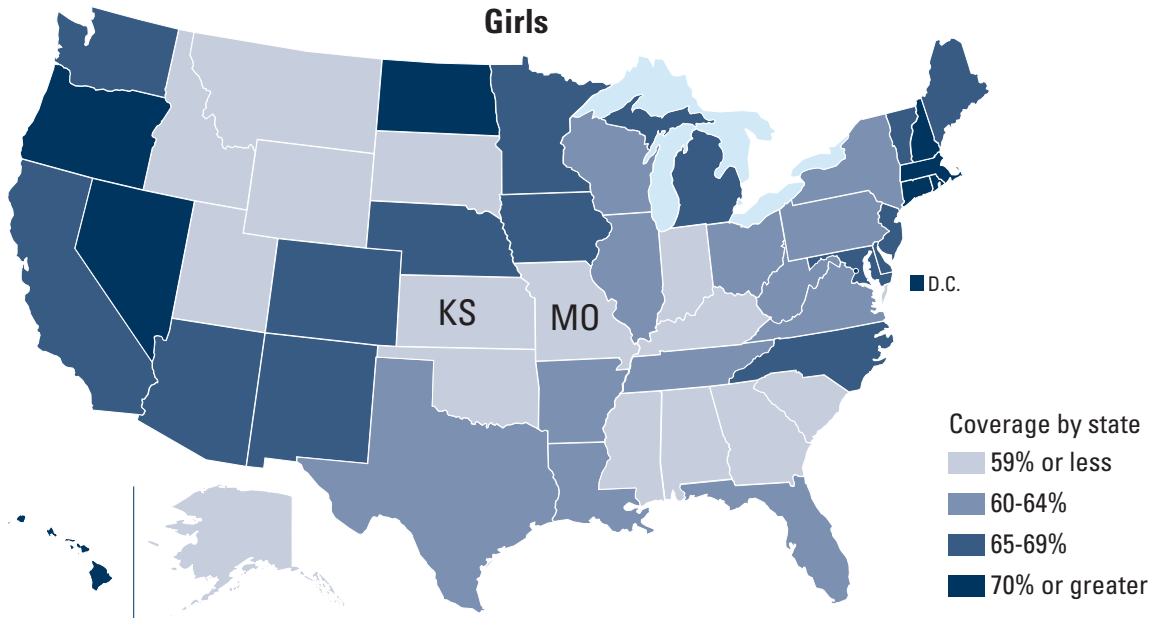 Girls
KS
MO
D.C.
Coverage by state
59% or less
60-64%
65-69%
70% or greater